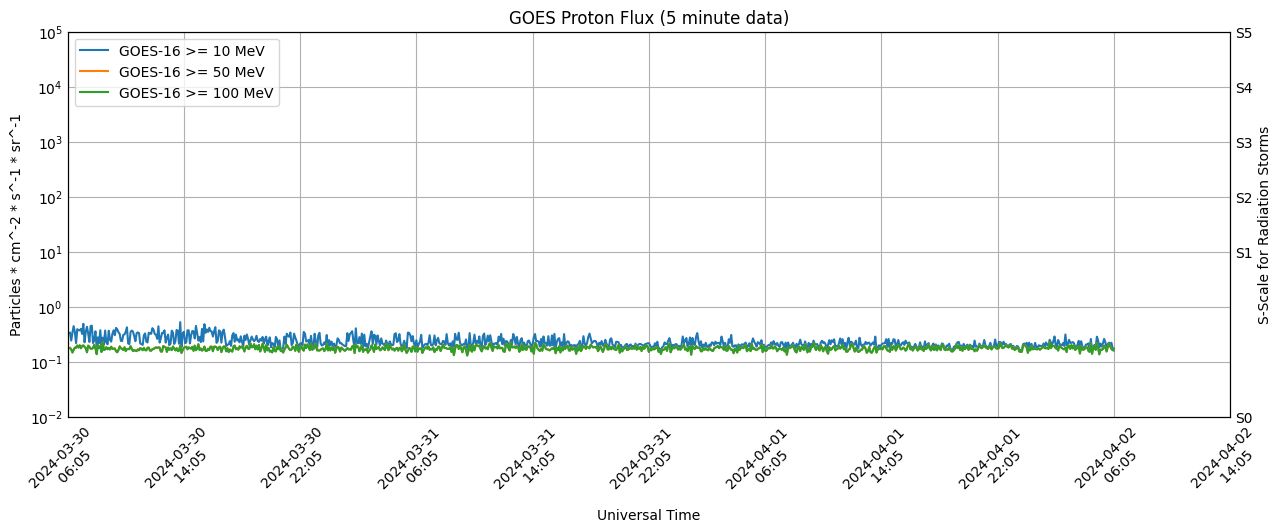 GOES Proton Flux (5 minute data)
GOES-16 >= 10 MeV
GOES-16 >= 50 MeV
GOES-16 >= 100 MeV
Particles * cm^-2 * s^-1 * sr^-1
10^5
10^4
10^3
10^2
10^1
10^0
10^-1
10^-2
S5
S4
S3
S2
S1
S0
S-Scale for Radiation Storms
2024-03-30
06:05
2024-03-30
14:05
2024-03-30
22:05
2024-03-31
06:05
2024-03-31
14:05
2024-03-31
22:05
2024-04-01
06:05
2024-04-01
14:05
2024-04-01
22:05
2024-04-02
06:05
2024-04-02
14:05
Universal Time